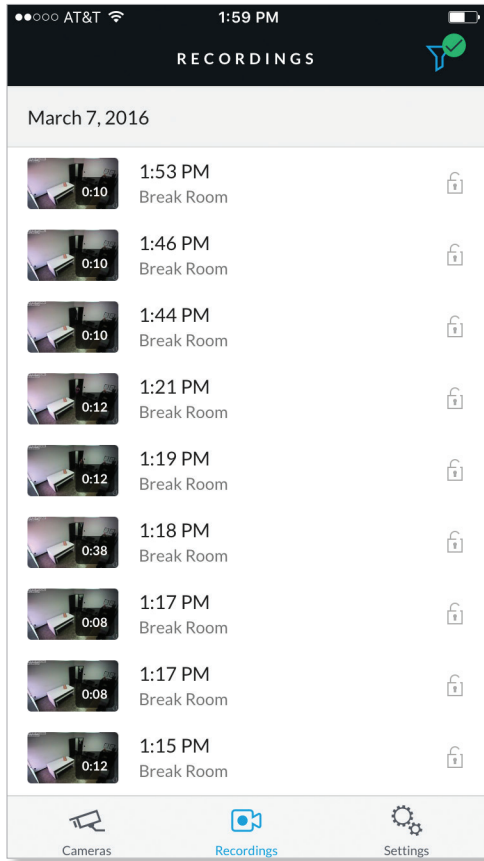 AT&T 1:59 PM
RECORDINGS
March 7, 2016
0:10 1:53 PM
Break Room
0:10 1:46 PM
Break Room
0:10 1:44 PM
Break Room
0:12 1:21 PM
Break Room
0:12 1:19 PM
Break Room
0:38 1:18 PM
Break Room
0:08 1:17 PM
Break Room
0:08 1:17 PM
Break Room
0:12 1:15 PM
Break Room
Cameras Recordings Settings